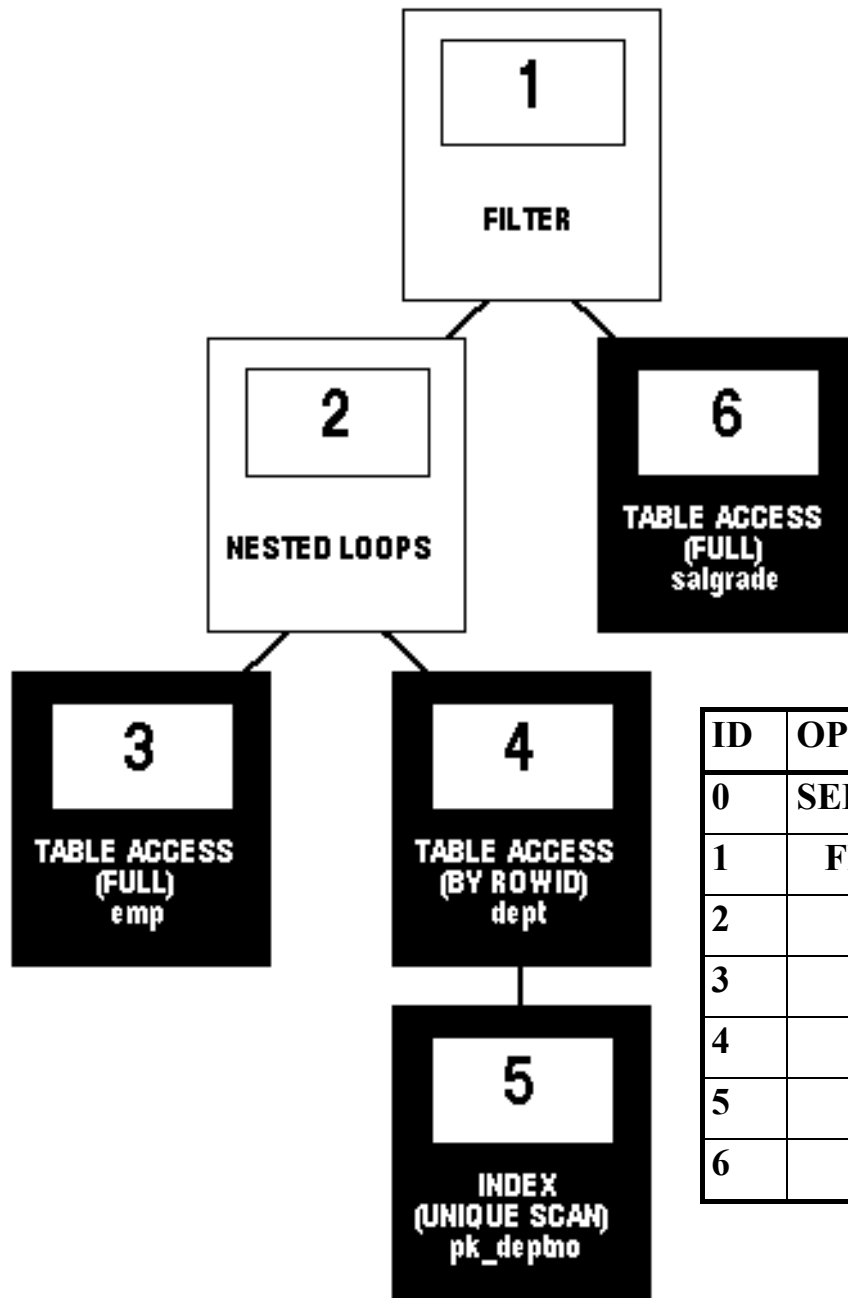 1
FILTER
2
NESTED LOOPS
6
TABLE ACCESS
(FULL)
salgrade
3
TABLE ACCESS
(FULL)
emp
4
TABLE ACCESS
(BY ROWID)
dept
5
INDEX
(UNIQUE SCAN)
pk_deptno
ID OP
0
1 F
2
3
4
5
6